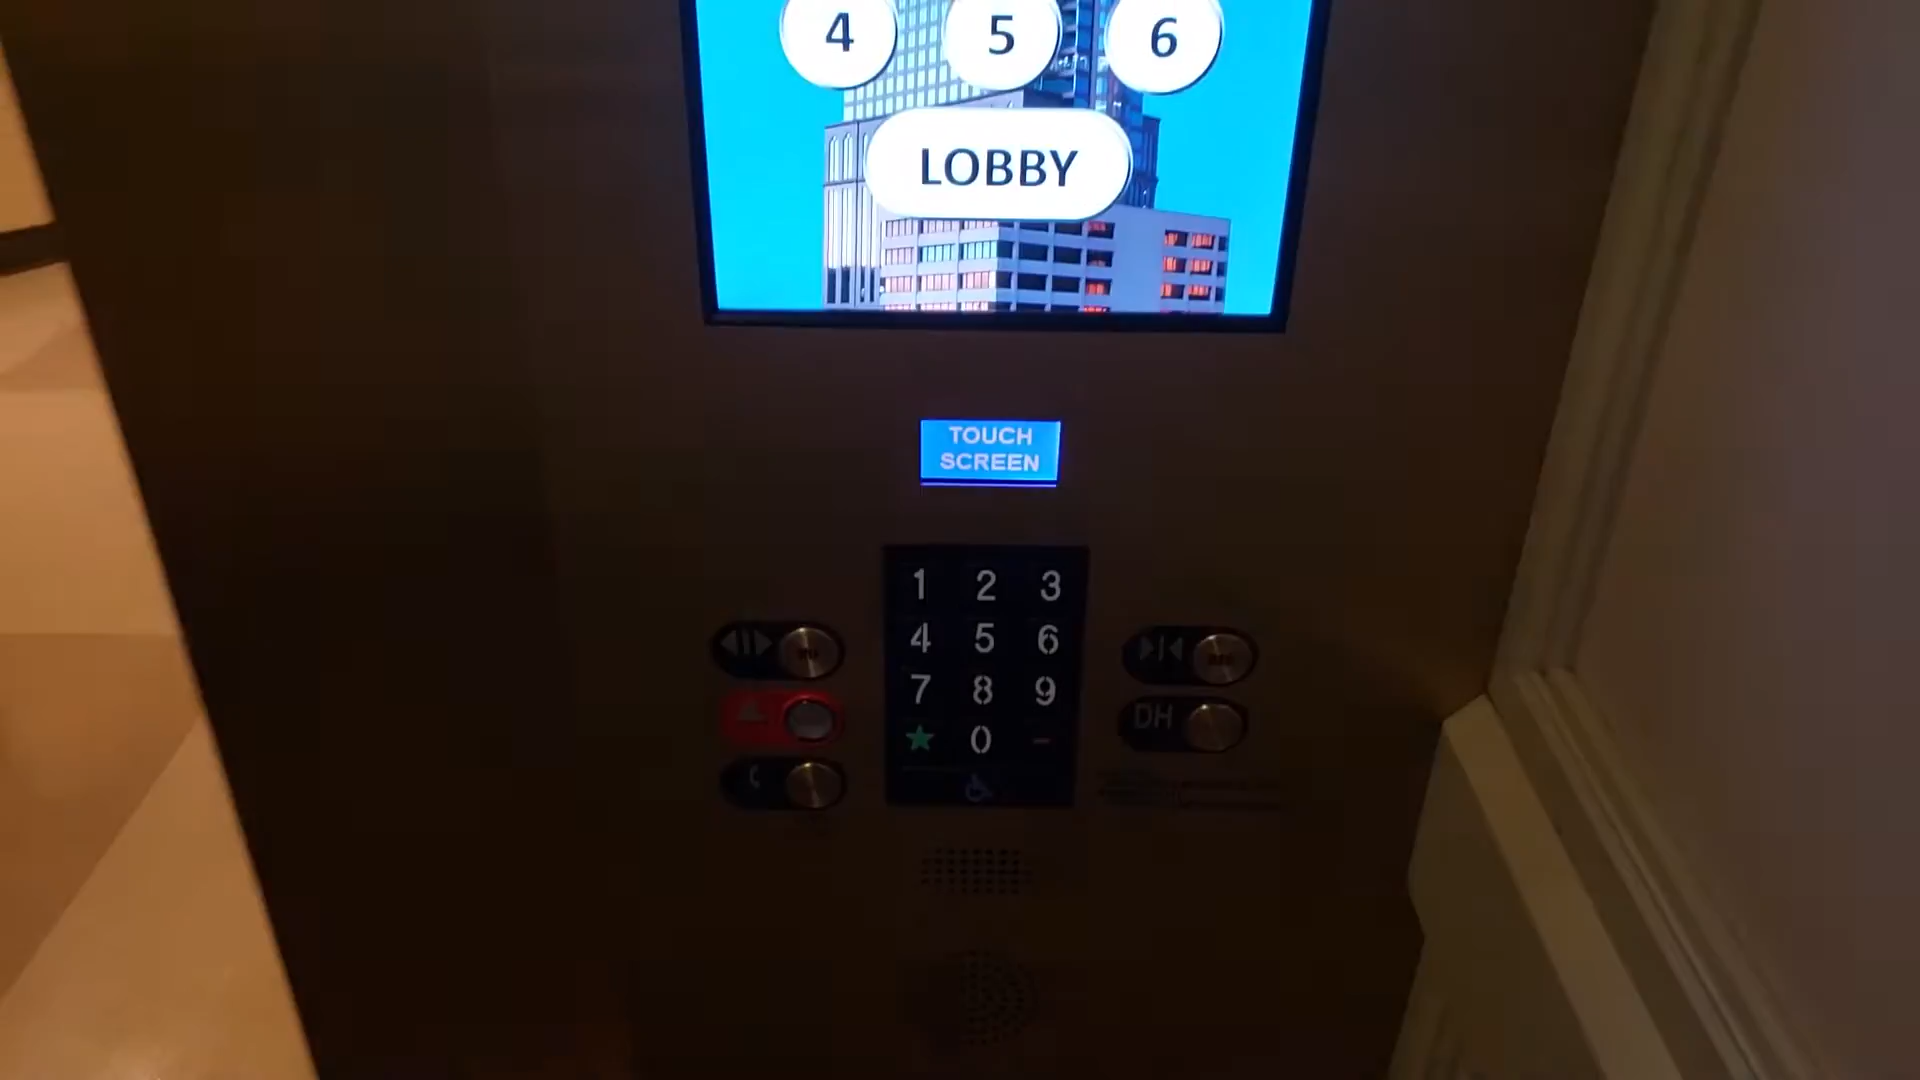 4 5 6
LOBBY
TOUCH
SCREEN
1 2 3
4 5 6
7 8 9
★ 0 -
DH